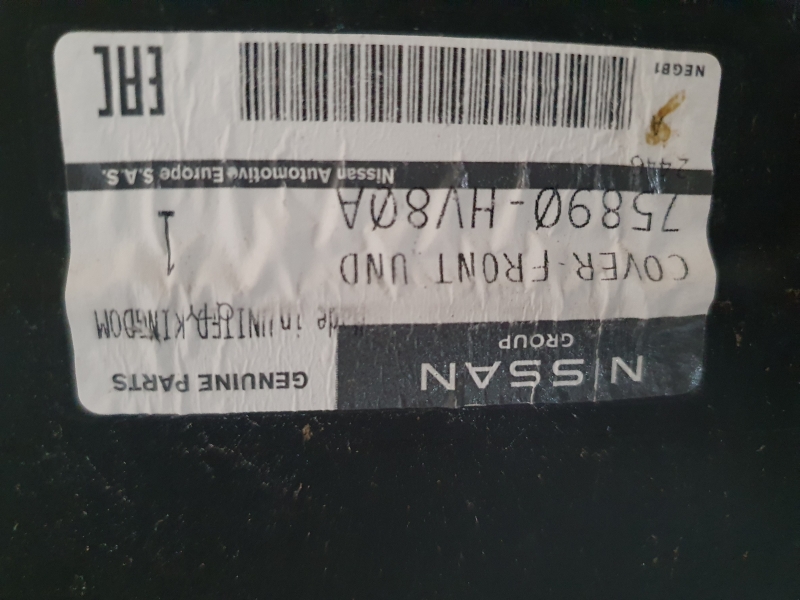 NISSAN
GROUP
GENUINE PARTS
Made in UNITED KINGDOM
COVER-FRONT UND
1
75890-HV80A
Nissan Automotive Europe S.A.S.
2446
NEGB1
EAC